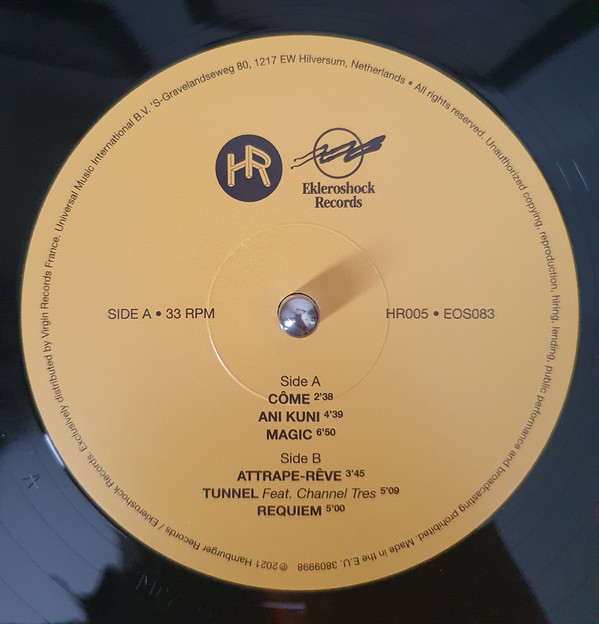 ℗ 2021 Hamburger Records / Ekleroshock Records. Exclusively distributed by Virgin Records France. Universal Music International B.V. 'S-Gravelandseweg 80, 1217 EW Hilversum, Netherlands • All rights reserved. Unauthorized copying, reproduction, hiring, lending, public performance and broadcasting prohibited. Made in the E.U. 3809998
HR
Ekleroshock
Records
SIDE A • 33 RPM
HR005 • EOS083
Side A
CÔME 2'38
ANI KUNI 4'39
MAGIC 6'50
Side B
ATTRAPE-RÊVE 3'45
TUNNEL Feat. Channel Tres 5'09
REQUIEM 5'00
A